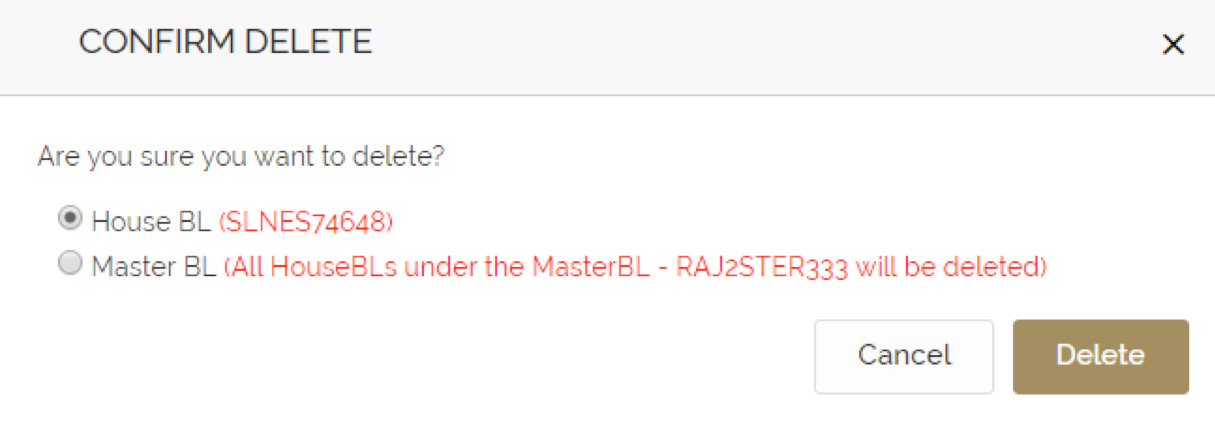 CONFIRM DELETE
Are you sure you want to delete?
House BL (SLNES74648)
Master BL (All HouseBLs under the MasterBL - RAJ2STER333 will be deleted)
Cancel Delete